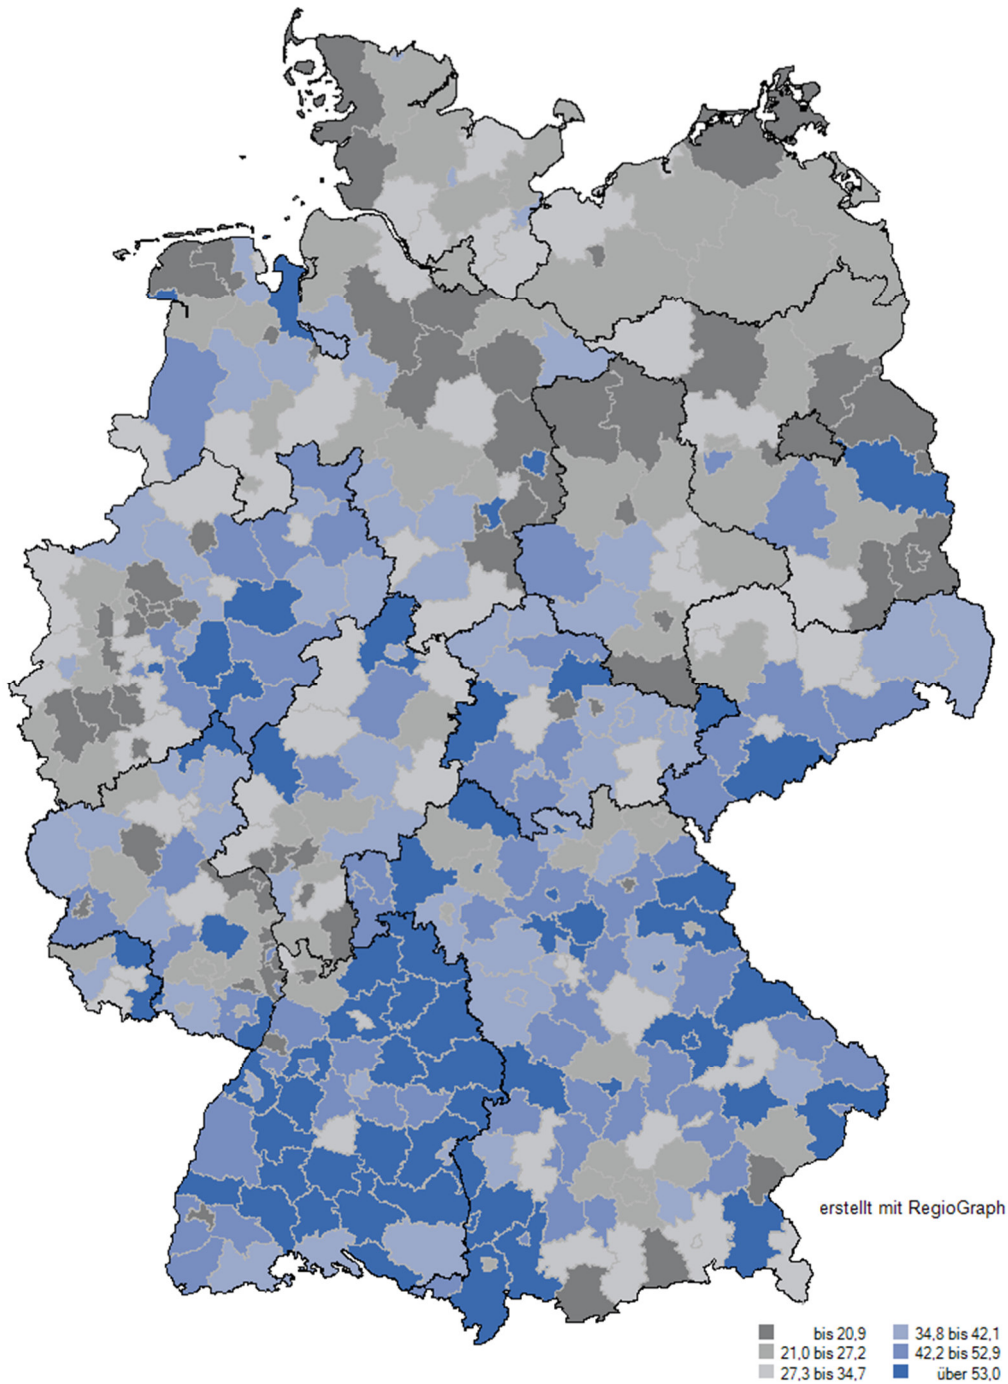 erstellt mit RegioGraph
bis 20,9
21,0 bis 27,2
27,3 bis 34,7
34,8 bis 42,1
42,2 bis 52,9
über 53,0